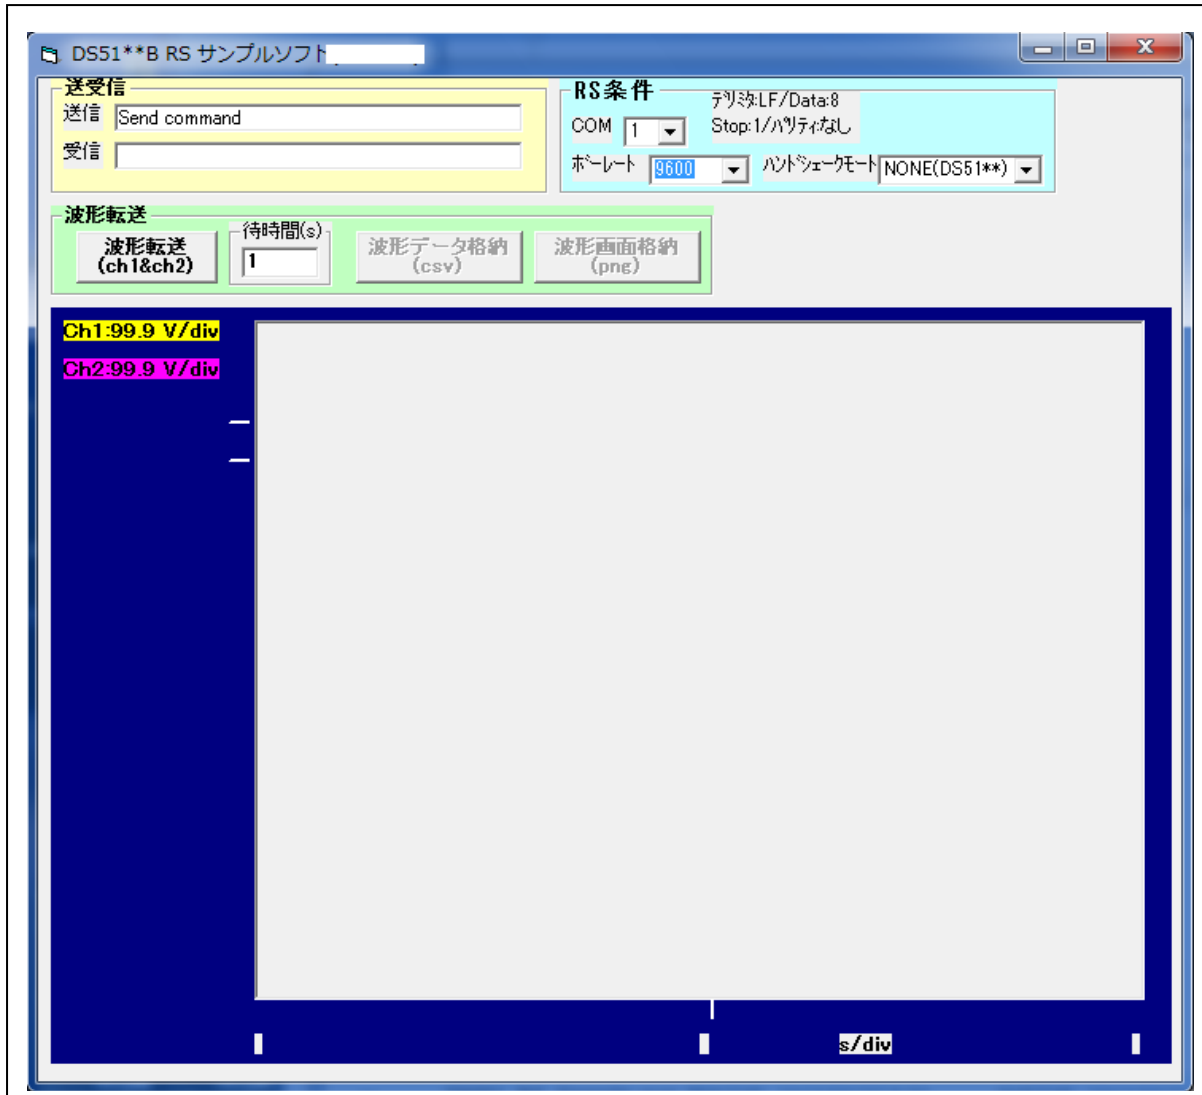 DS51**B RS サンプルソフト
送受信
送信 Send command
受信
RS条件
デリミタ:LF/Data:8
COM 1 Stop:1/パリティ:なし
ボーレート 9600 ハンドシェークモード NONE(DS51**)
波形転送
波形転送
(ch1&ch2)
待時間(s)
1
波形データ格納
(csv)
波形画面格納
(png)
Ch1:99.9 V/div
Ch2:99.9 V/div
s/div